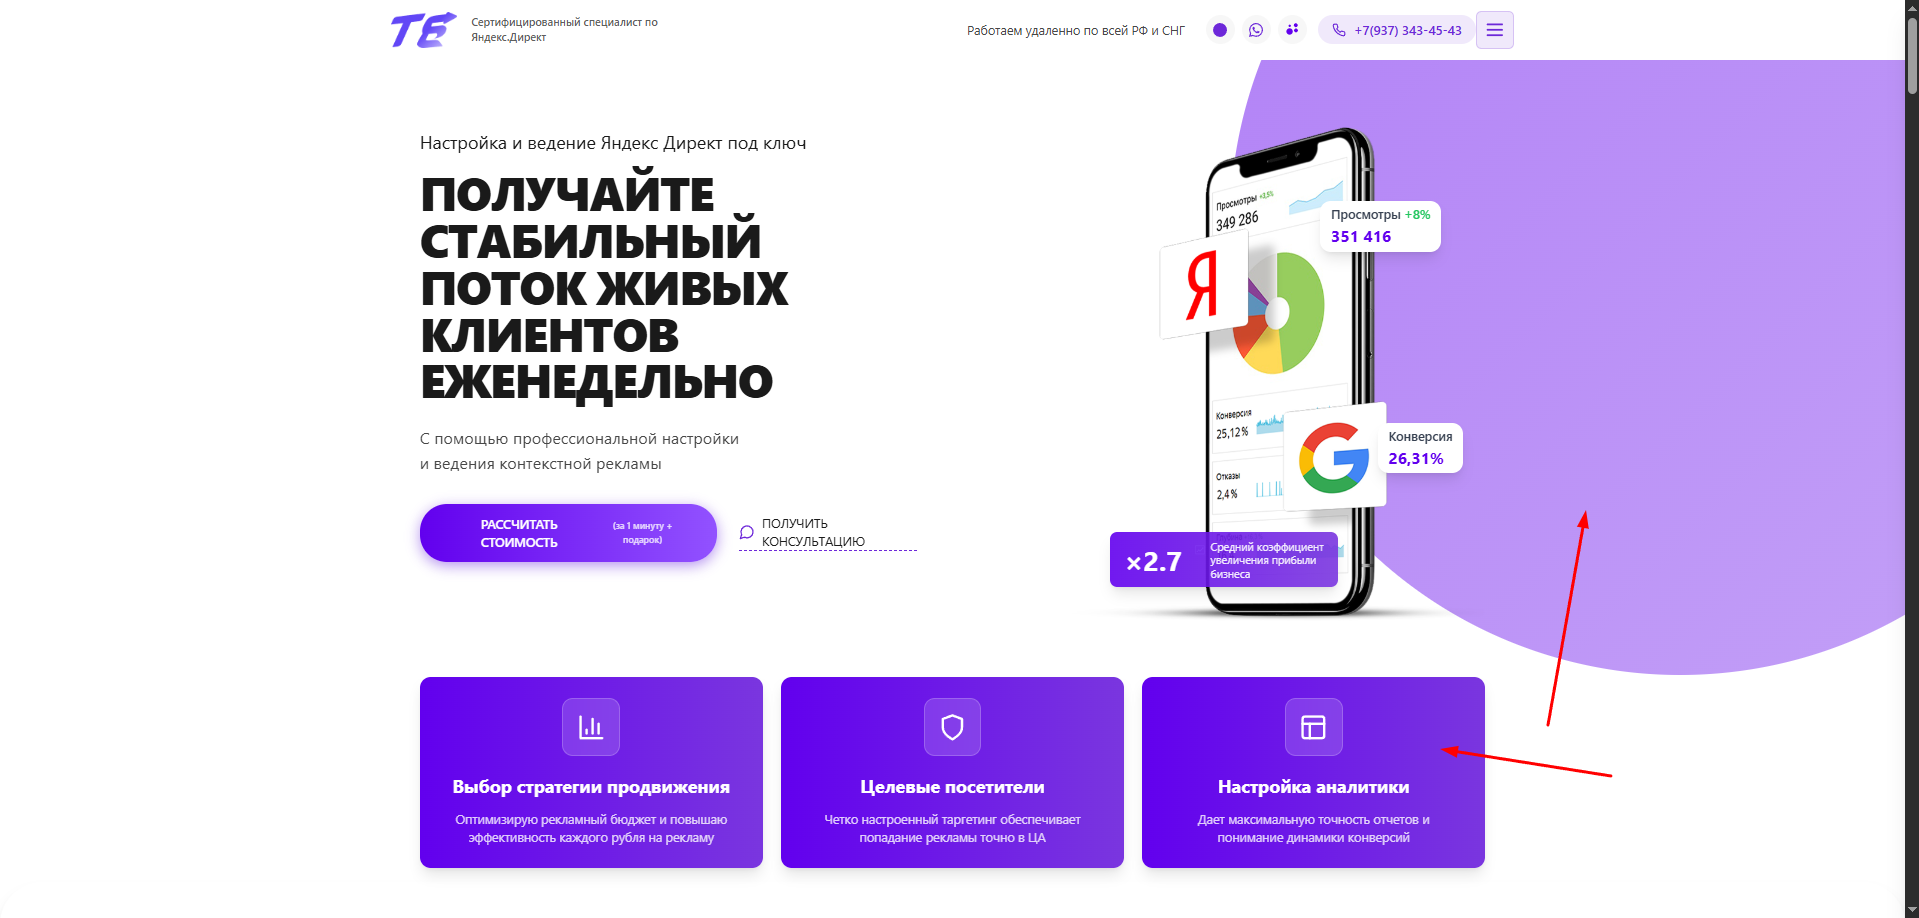 ТЕ
Сертифицированный специалист по
Яндекс.Директ
Работаем удаленно по всей РФ и СНГ
+7(937) 343-45-43
Настройка и ведение Яндекс Директ под ключ
ПОЛУЧАЙТЕ
СТАБИЛЬНЫЙ
ПОТОК ЖИВЫХ
КЛИЕНТОВ
ЕЖЕНЕДЕЛЬНО
С помощью профессиональной настройки
и ведения контекстной рекламы
РАССЧИТАТЬ
СТОИМОСТЬ
(за 1 минуту +
подарок)
ПОЛУЧИТЬ
КОНСУЛЬТАЦИЮ
Просмотры +3,5%
349 286
Просмотры +8%
351 416
Я
Конверсия
25,12%
G
Конверсия
26,31%
Отказы
2,4%
×2.7
Средний коэффициент
увеличения прибыли
бизнеса
Выбор стратегии продвижения
Оптимизирую рекламный бюджет и повышаю
эффективность каждого рубля на рекламу
Целевые посетители
Четко настроенный таргетинг обеспечивает
попадание рекламы точно в ЦА
Настройка аналитики
Дает максимальную точность отчетов и
понимание динамики конверсий